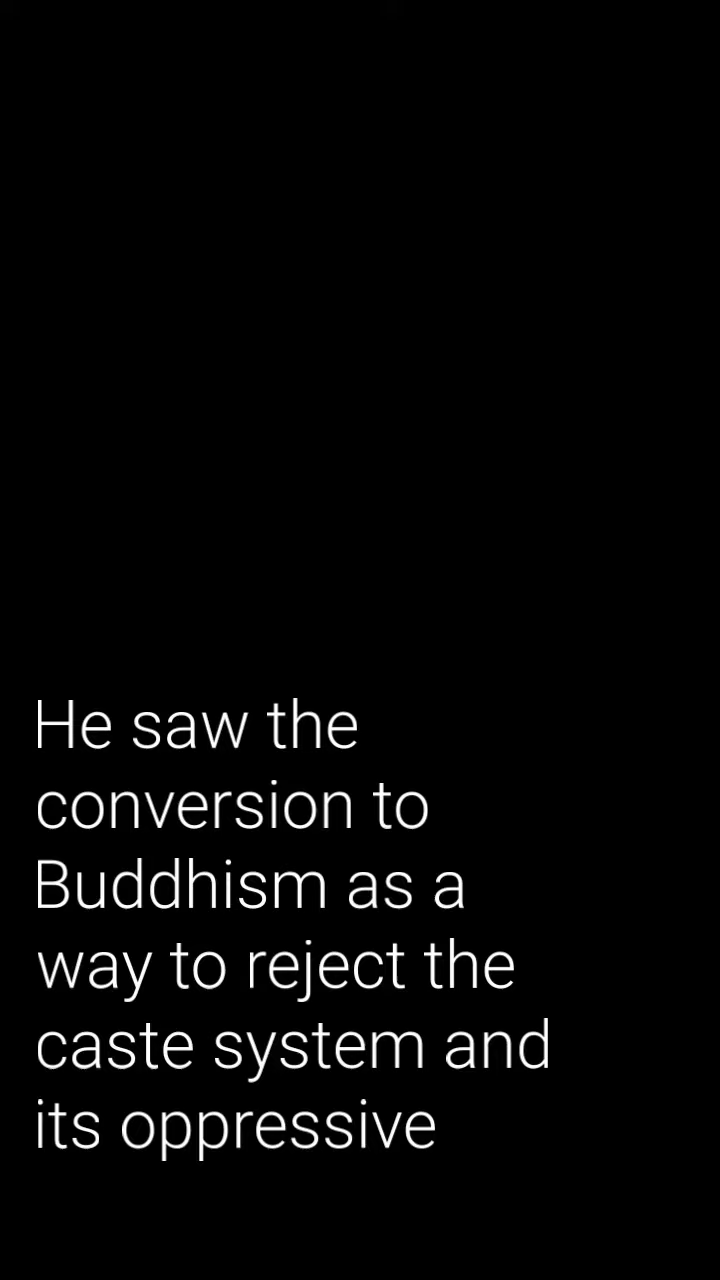 He saw the
conversion to
Buddhism as a
way to reject the
caste system and
its oppressive